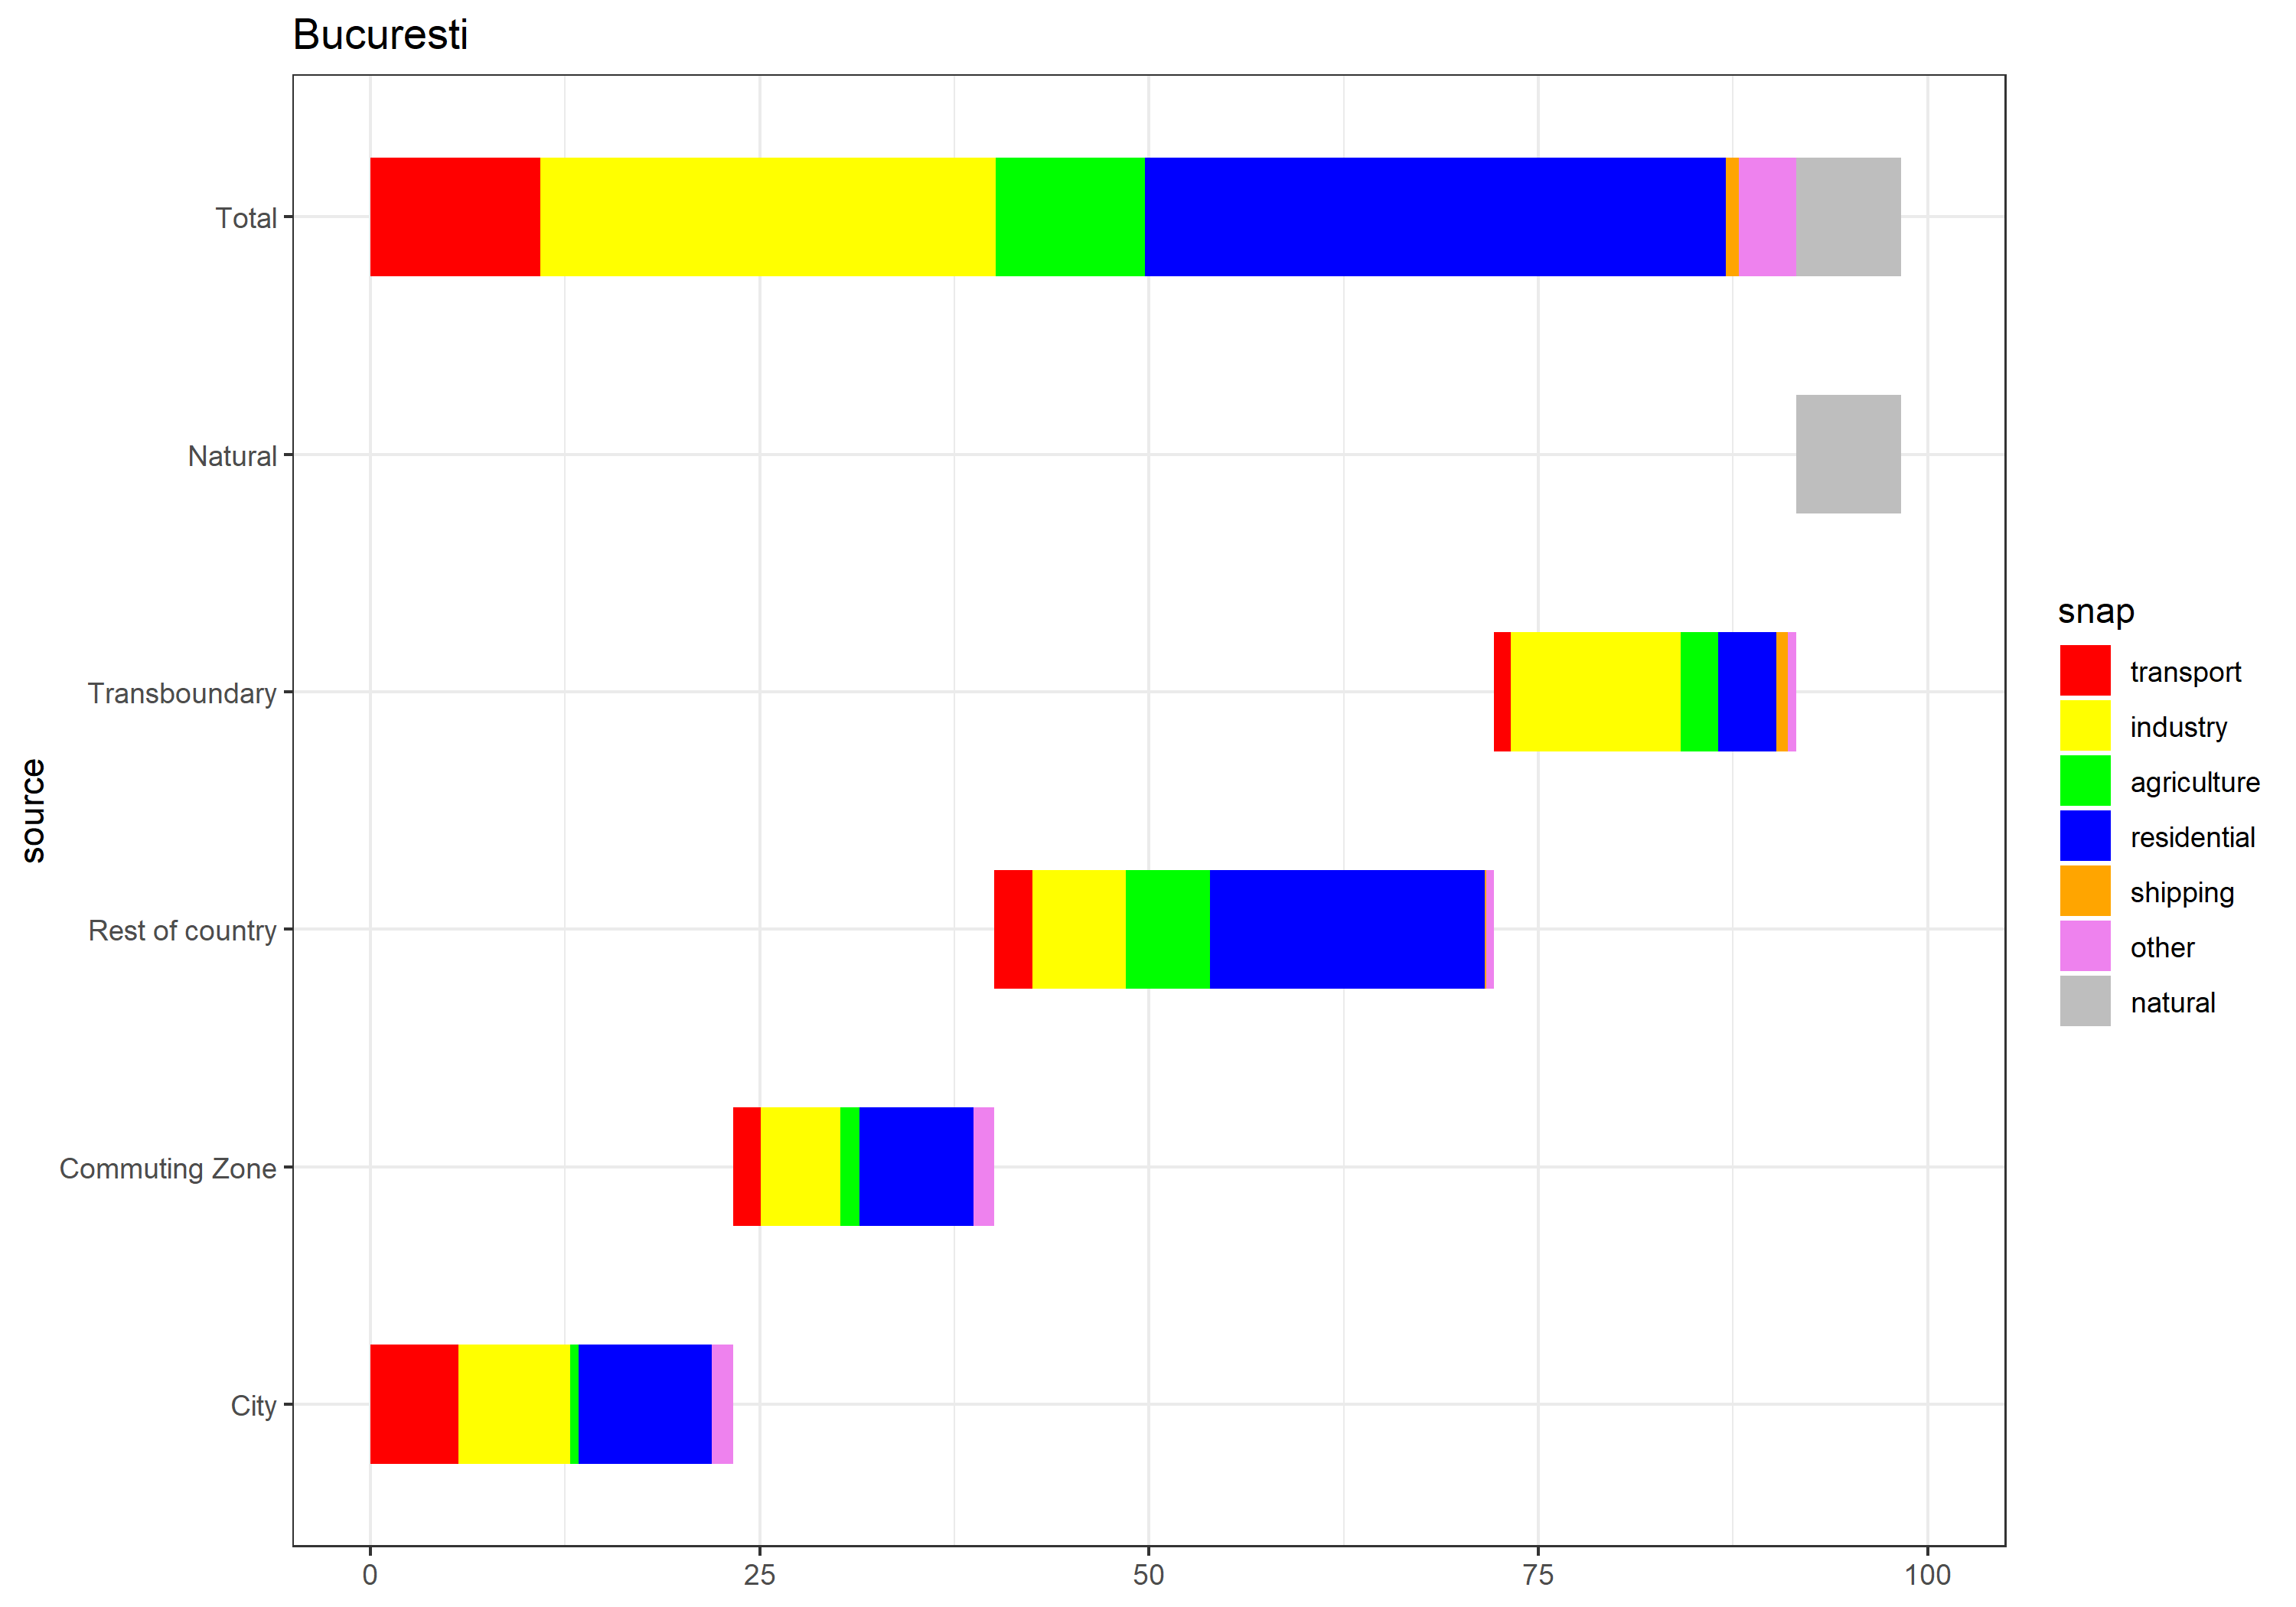 Bucuresti
Total
Natural
Transboundary
Rest of country
Commuting Zone
City
source
0 25 50 75 100
snap
transport
industry
agriculture
residential
shipping
other
natural